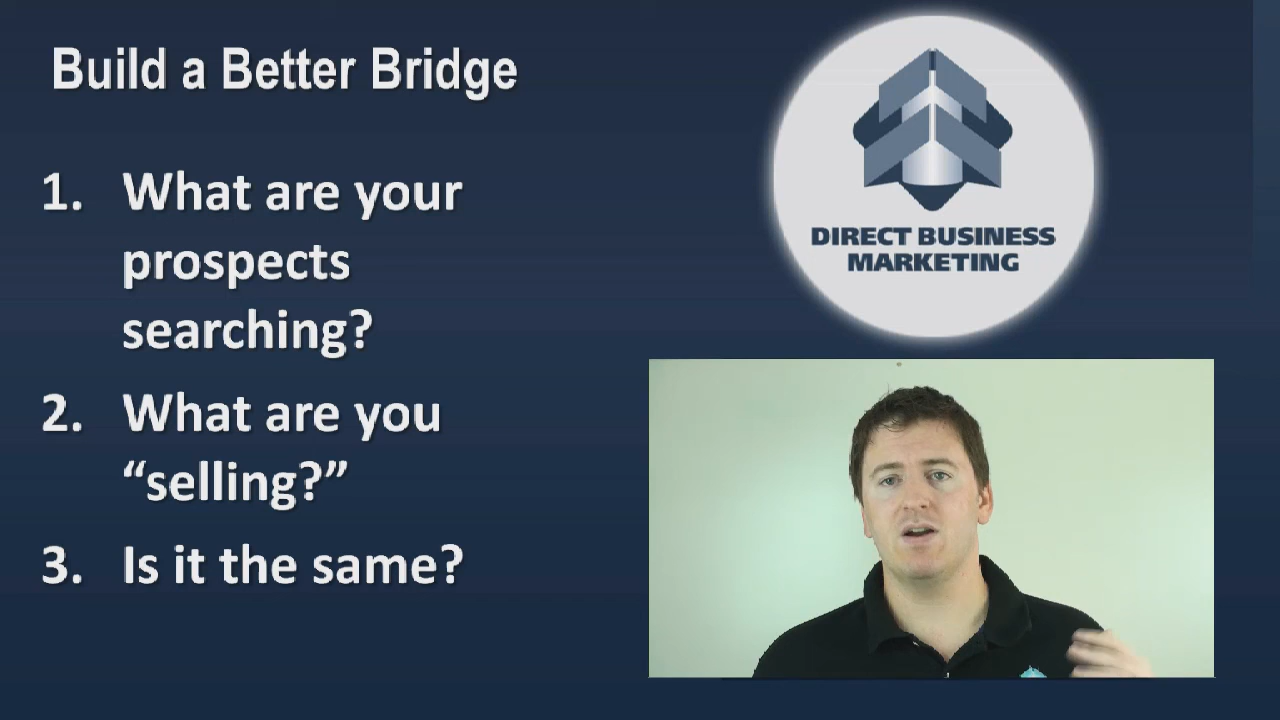 Build a Better Bridge
1. What are your
prospects
searching?
2. What are you
“selling?”
3. Is it the same?
DIRECT BUSINESS
MARKETING